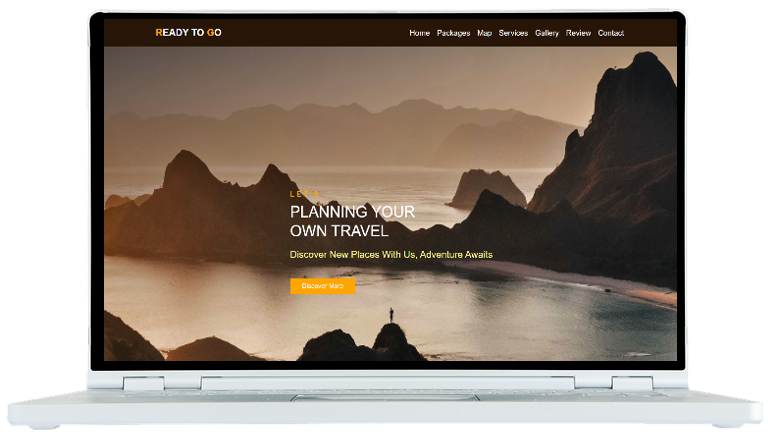 READY TO GO
Home Packages Map Services Gallery Review Contact
PLANNING YOUR
OWN TRAVEL
Discover New Places With Us, Adventure Awaits
Discover More